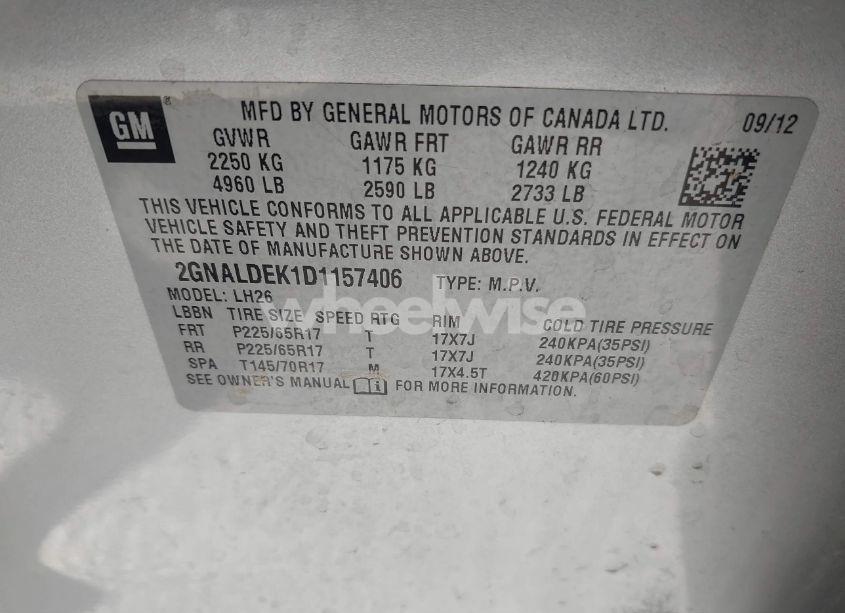 GM
MFD BY GENERAL MOTORS OF CANADA LTD. 09/12
GVWR GAWR FRT GAWR RR
2250 KG 1175 KG 1240 KG
4960 LB 2590 LB 2733 LB
THIS VEHICLE CONFORMS TO ALL APPLICABLE U.S. FEDERAL MOTOR
VEHICLE SAFETY AND THEFT PREVENTION STANDARDS IN EFFECT ON
THE DATE OF MANUFACTURE SHOWN ABOVE.
2GNALDEK1D1157406 TYPE: M.P.V.
MODEL: LH26
wheelwise
LBBN TIRE SIZE SPEED RTG RIM COLD TIRE PRESSURE
FRT P225/65R17 T 17X7J 240KPA(35PSI)
RR P225/65R17 T 17X7J 240KPA(35PSI)
SPA T145/70R17 M 17X4.5T 420KPA(60PSI)
SEE OWNER'S MANUAL FOR MORE INFORMATION.